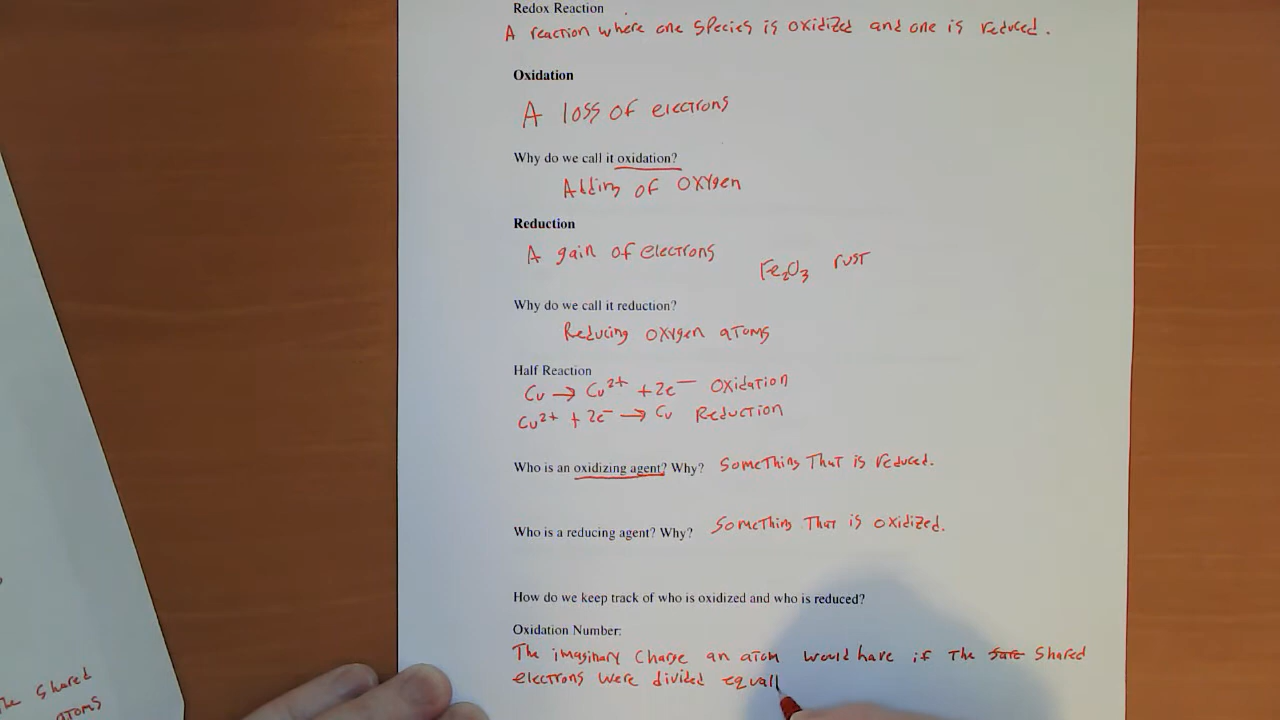 Redox Reaction
A reaction where one species is oxidized and one is reduced.
Oxidation
A loss of electrons
Why do we call it oxidation?
Adding of oxygen
Reduction
A gain of electrons
Fe₂O₃ rust
Why do we call it reduction?
Reducing oxygen atoms
Half Reaction
Cu → Cu²⁺ + 2e⁻ Oxidation
Cu²⁺ + 2e⁻ → Cu Reduction
Who is an oxidizing agent? Why? Something that is reduced.
Who is a reducing agent? Why? Something that is oxidized.
How do we keep track of who is oxidized and who is reduced?
Oxidation Number:
The imaginary charge an atom would have if the shared
electrons were divided equall
The shared
atoms